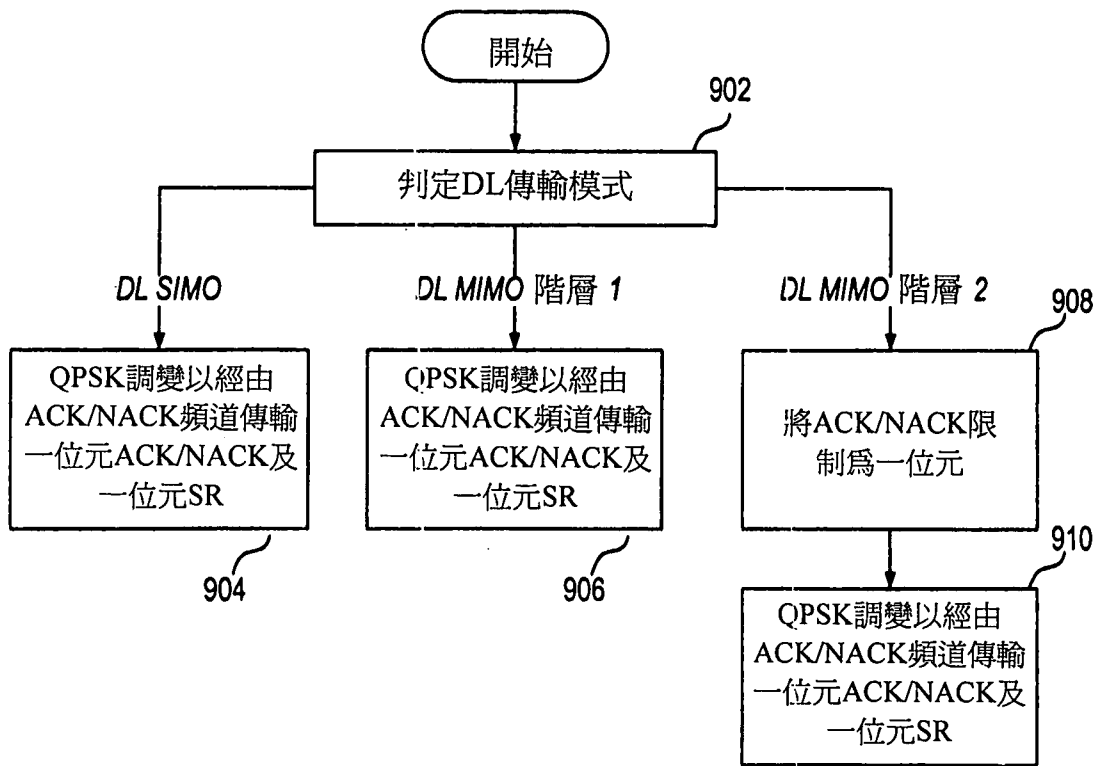 開始
902
判定DL傳輸模式
DL SIMO
DL MIMO 階層 1
DL MIMO 階層 2
908
QPSK調變以經由
ACK/NACK頻道傳輸
一位元ACK/NACK及
一位元SR
904
QPSK調變以經由
ACK/NACK頻道傳輸
一位元ACK/NACK及
一位元SR
906
將ACK/NACK限
制爲一位元
910
QPSK調變以經由
ACK/NACK頻道傳輸
一位元ACK/NACK及
一位元SR